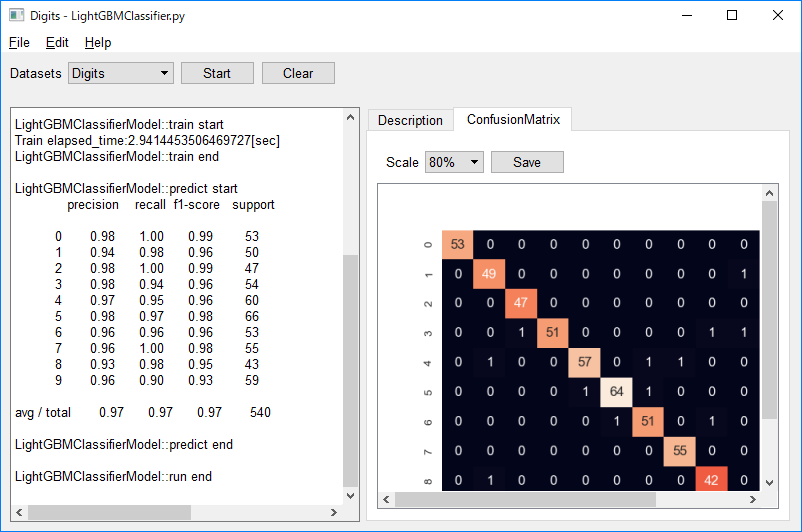 Digits - LightGBMClassifier.py
File Edit Help
Datasets Digits Start Clear
LightGBMClassifierModel::train start
Train elapsed_time:2.9414453506469727[sec]
LightGBMClassifierModel::train end
LightGBMClassifierModel::predict start
precision recall f1-score support
0 0.98 1.00 0.99 53
1 0.94 0.98 0.96 50
2 0.98 1.00 0.99 47
3 0.98 0.94 0.96 54
4 0.97 0.95 0.96 60
5 0.98 0.97 0.98 66
6 0.96 0.96 0.96 53
7 0.96 1.00 0.98 55
8 0.93 0.98 0.95 43
9 0.96 0.90 0.93 59
avg / total 0.97 0.97 0.97 540
LightGBMClassifierModel::predict end
LightGBMClassifierModel::run end
Description ConfusionMatrix
Scale 80% Save
0 53 0 0 0 0 0 0 0 0 0
1 0 49 0 0 0 0 0 0 0 1
2 0 0 47 0 0 0 0 0 0 0
3 0 0 1 51 0 0 0 0 1 1
4 0 1 0 0 57 0 1 1 0 0
5 0 0 0 0 1 64 1 0 0 0
6 0 0 0 0 0 1 51 0 1 0
7 0 0 0 0 0 0 0 55 0 0
8 0 1 0 0 0 0 0 0 42 0